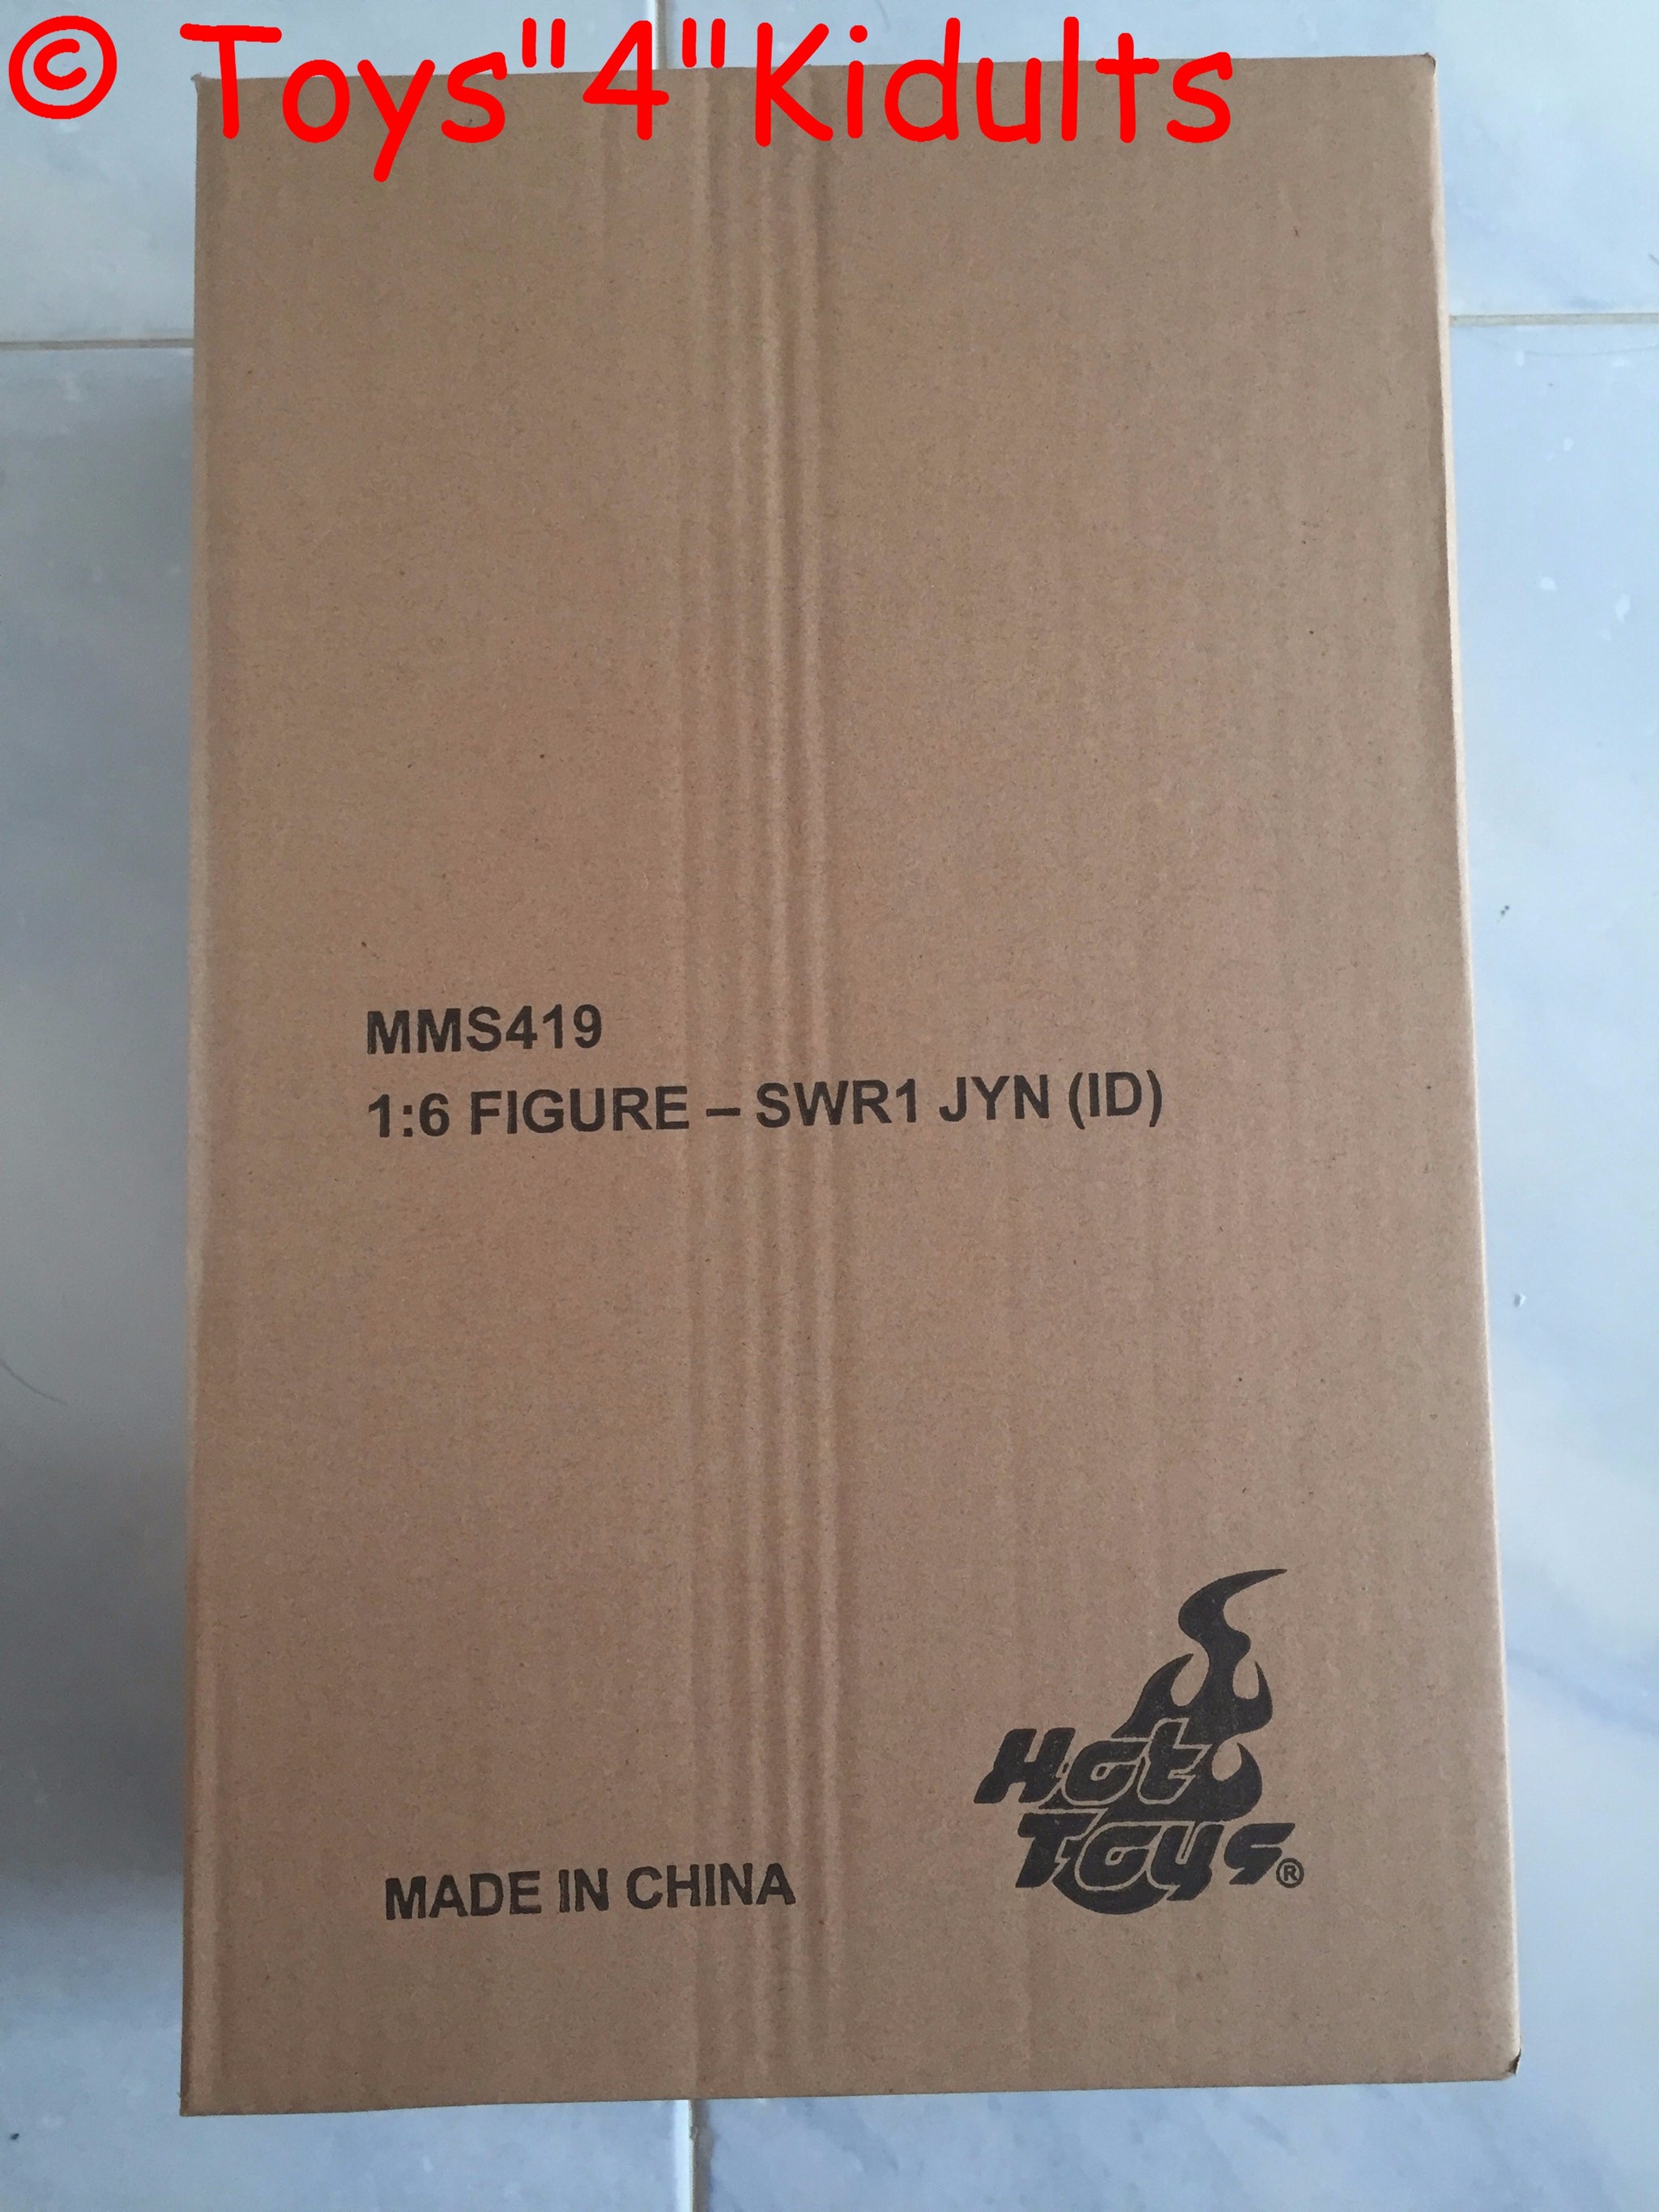 © Toys"4"Kidults
MMS419
1:6 FIGURE – SWR1 JYN (ID)
Hot
Toys®
MADE IN CHINA